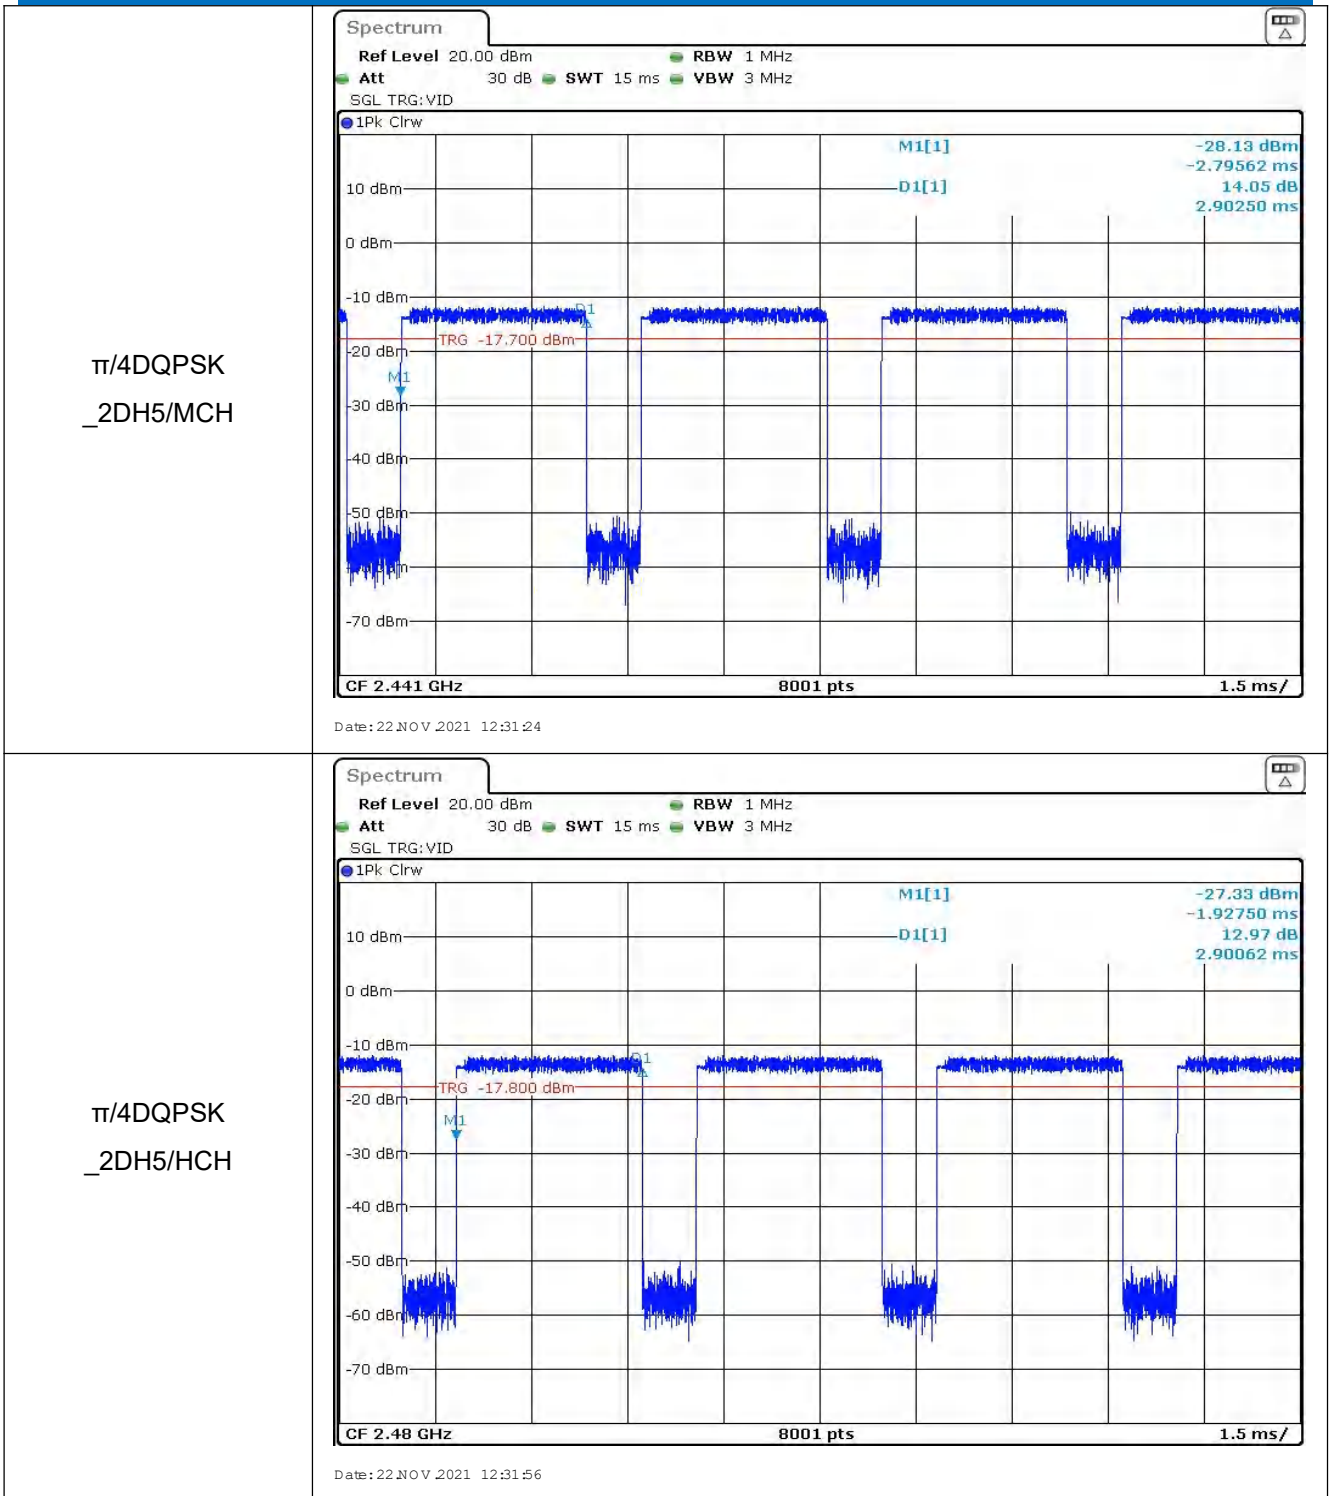 π/4DQPSK
_2DH5/MCH
Spectrum
Ref Level 20.00 dBm RBW 1 MHz
Att 30 dB SWT 15 ms VBW 3 MHz
SGL TRG:VID
1Pk Clrw
M1[1] -28.13 dBm
-2.79562 ms
10 dBm D1[1] 14.05 dB
2.90250 ms
0 dBm
-10 dBm
D1
TRG -17.700 dBm
-20 dBm
M1
-30 dBm
-40 dBm
-50 dBm
-70 dBm
CF 2.441 GHz 8001 pts 1.5 ms/
Date: 22.NOV.2021 12:31:24
π/4DQPSK
_2DH5/HCH
Spectrum
Ref Level 20.00 dBm RBW 1 MHz
Att 30 dB SWT 15 ms VBW 3 MHz
SGL TRG:VID
1Pk Clrw
M1[1] -27.33 dBm
-1.92750 ms
10 dBm D1[1] 12.97 dB
2.90062 ms
0 dBm
-10 dBm
D1
TRG -17.800 dBm
-20 dBm
M1
-30 dBm
-40 dBm
-50 dBm
-60 dBm
-70 dBm
CF 2.48 GHz 8001 pts 1.5 ms/
Date: 22.NOV.2021 12:31:56